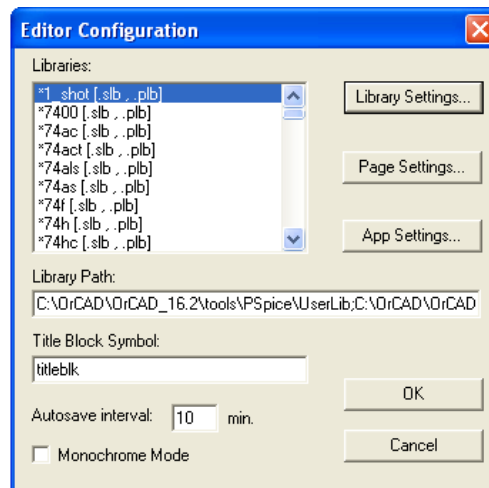 Editor Configuration
Libraries:
*1_shot [.slb , .plb]
*7400 [.slb , .plb]
*74ac [.slb , .plb]
*74act [.slb , .plb]
*74als [.slb , .plb]
*74as [.slb , .plb]
*74f [.slb , .plb]
*74h [.slb , .plb]
*74hc [.slb , .plb]
Library Settings...
Page Settings...
App Settings...
Library Path:
C:\OrCAD\OrCAD_16.2\tools\PSpice\UserLib;C:\OrCAD\OrCAD
Title Block Symbol:
titleblk
Autosave interval: 10 min.
Monochrome Mode
OK
Cancel